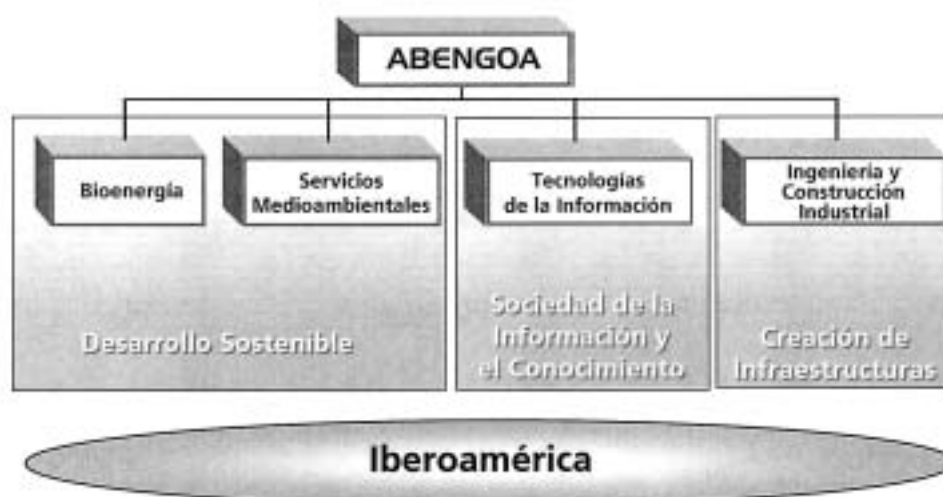 ABENGOA
Bioenergía
Servicios
Medioambientales
Tecnologías
de la Información
Ingeniería y
Construcción
Industrial
Desarrollo Sostenible
Sociedad de la
Información y
el Conocimiento
Creación de
Infraestructuras
Iberoamérica